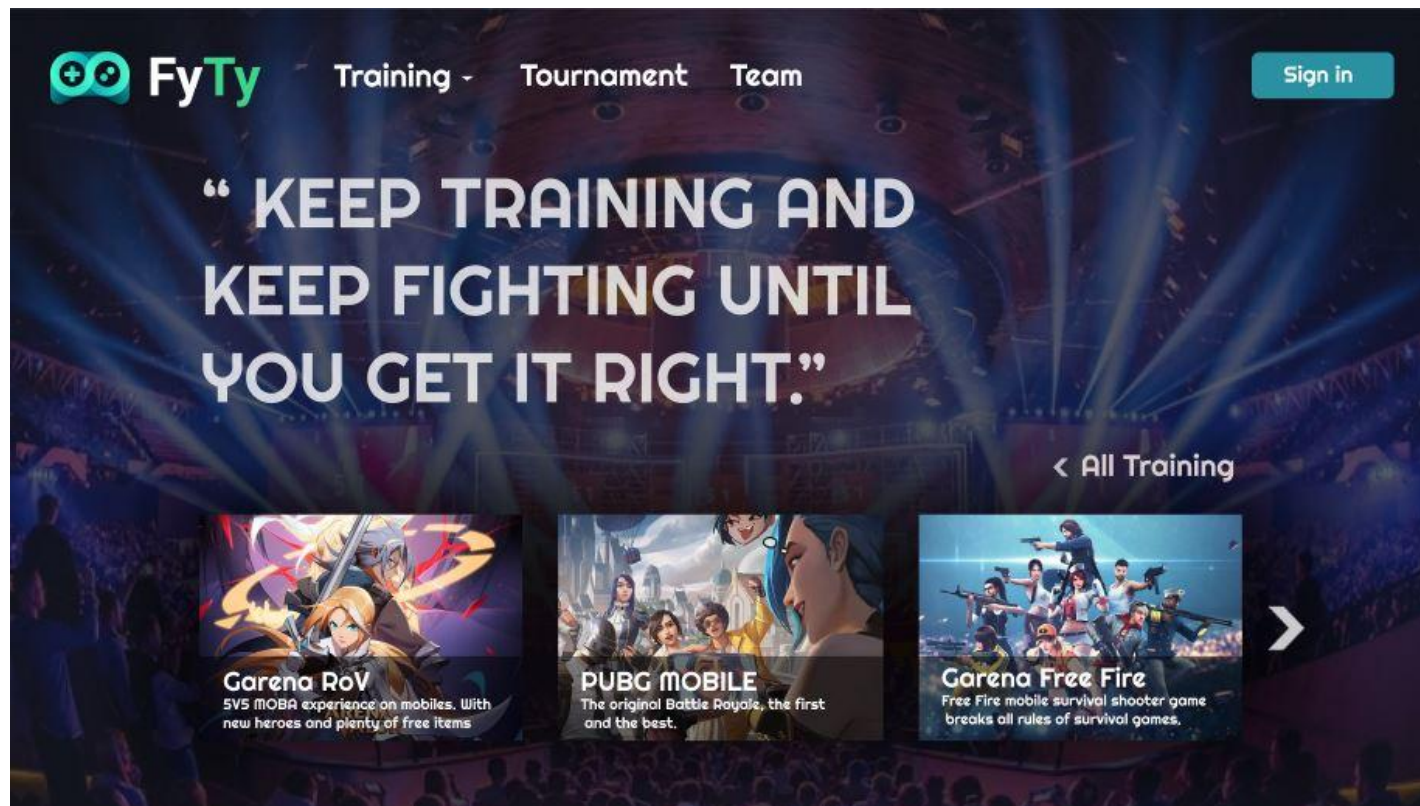 FyTy
Training
Tournament
Team
Sign in
“ KEEP TRAINING AND
KEEP FIGHTING UNTIL
YOU GET IT RIGHT.”
< All Training
Garena RoV
5V5 MOBA experience on mobiles. With
new heroes and plenty of free items
PUBG MOBILE
The original Battle Royale, the first
and the best.
Garena Free Fire
Free Fire mobile survival shooter game
breaks all rules of survival games.